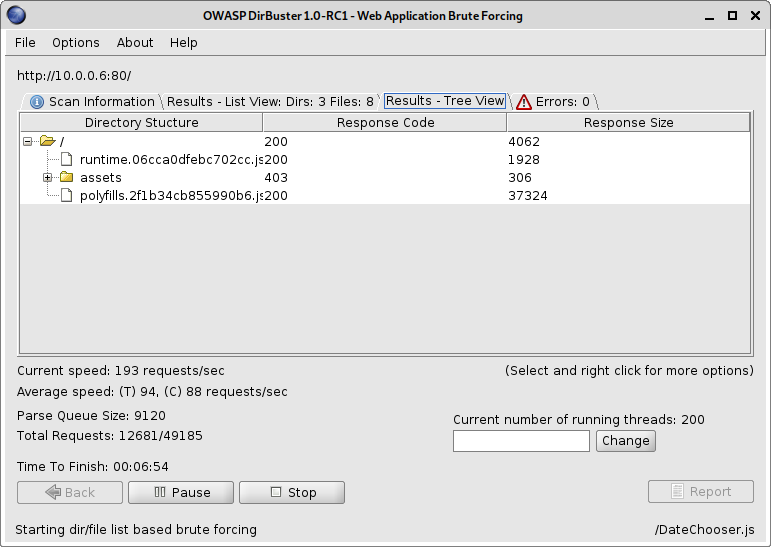 OWASP DirBuster 1.0-RC1 - Web Application Brute Forcing
File Options About Help
http://10.0.0.6:80/
Scan Information Results - List View: Dirs: 3 Files: 8 Results - Tree View Errors: 0
Directory Stucture Response Code Response Size
/ 200 4062
runtime.06cca0dfebc702cc.js 200 1928
assets 403 306
polyfills.2f1b34cb855990b6.js 200 37324
Current speed: 193 requests/sec (Select and right click for more options)
Average speed: (T) 94, (C) 88 requests/sec
Parse Queue Size: 9120
Total Requests: 12681/49185
Current number of running threads: 200
Change
Time To Finish: 00:06:54
Back Pause Stop Report
Starting dir/file list based brute forcing /DateChooser.js